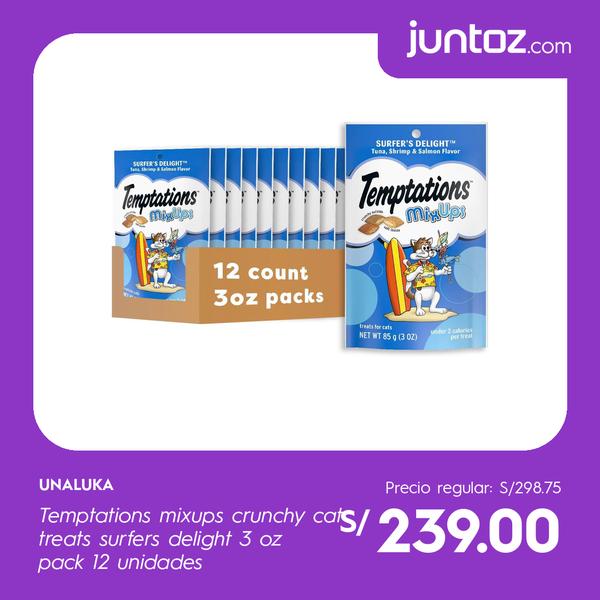 juntoz.com
SURFER'S DELIGHT™
Tuna, Shrimp & Salmon Flavor
Temptations™
MixUps
12 count
3oz packs
SURFER'S DELIGHT™
Tuna, Shrimp & Salmon Flavor
Temptations™
MixUps
treats for cats
NET WT 85 g (3 OZ)
under 2 calories
per treat
UNALUKA
Temptations mixups crunchy cat
treats surfers delight 3 oz
pack 12 unidades
Precio regular: S/298.75
S/ 239.00